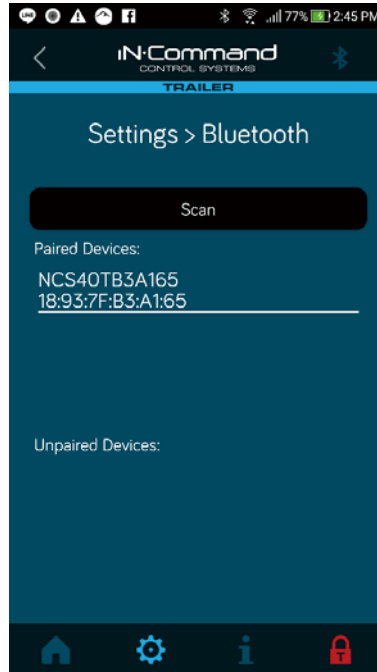 77% 2:45 PM
iN·Command
CONTROL SYSTEMS
TRAILER
Settings > Bluetooth
Scan
Paired Devices:
NCS40TB3A165
18:93:7F:B3:A1:65
Unpaired Devices:
i
T